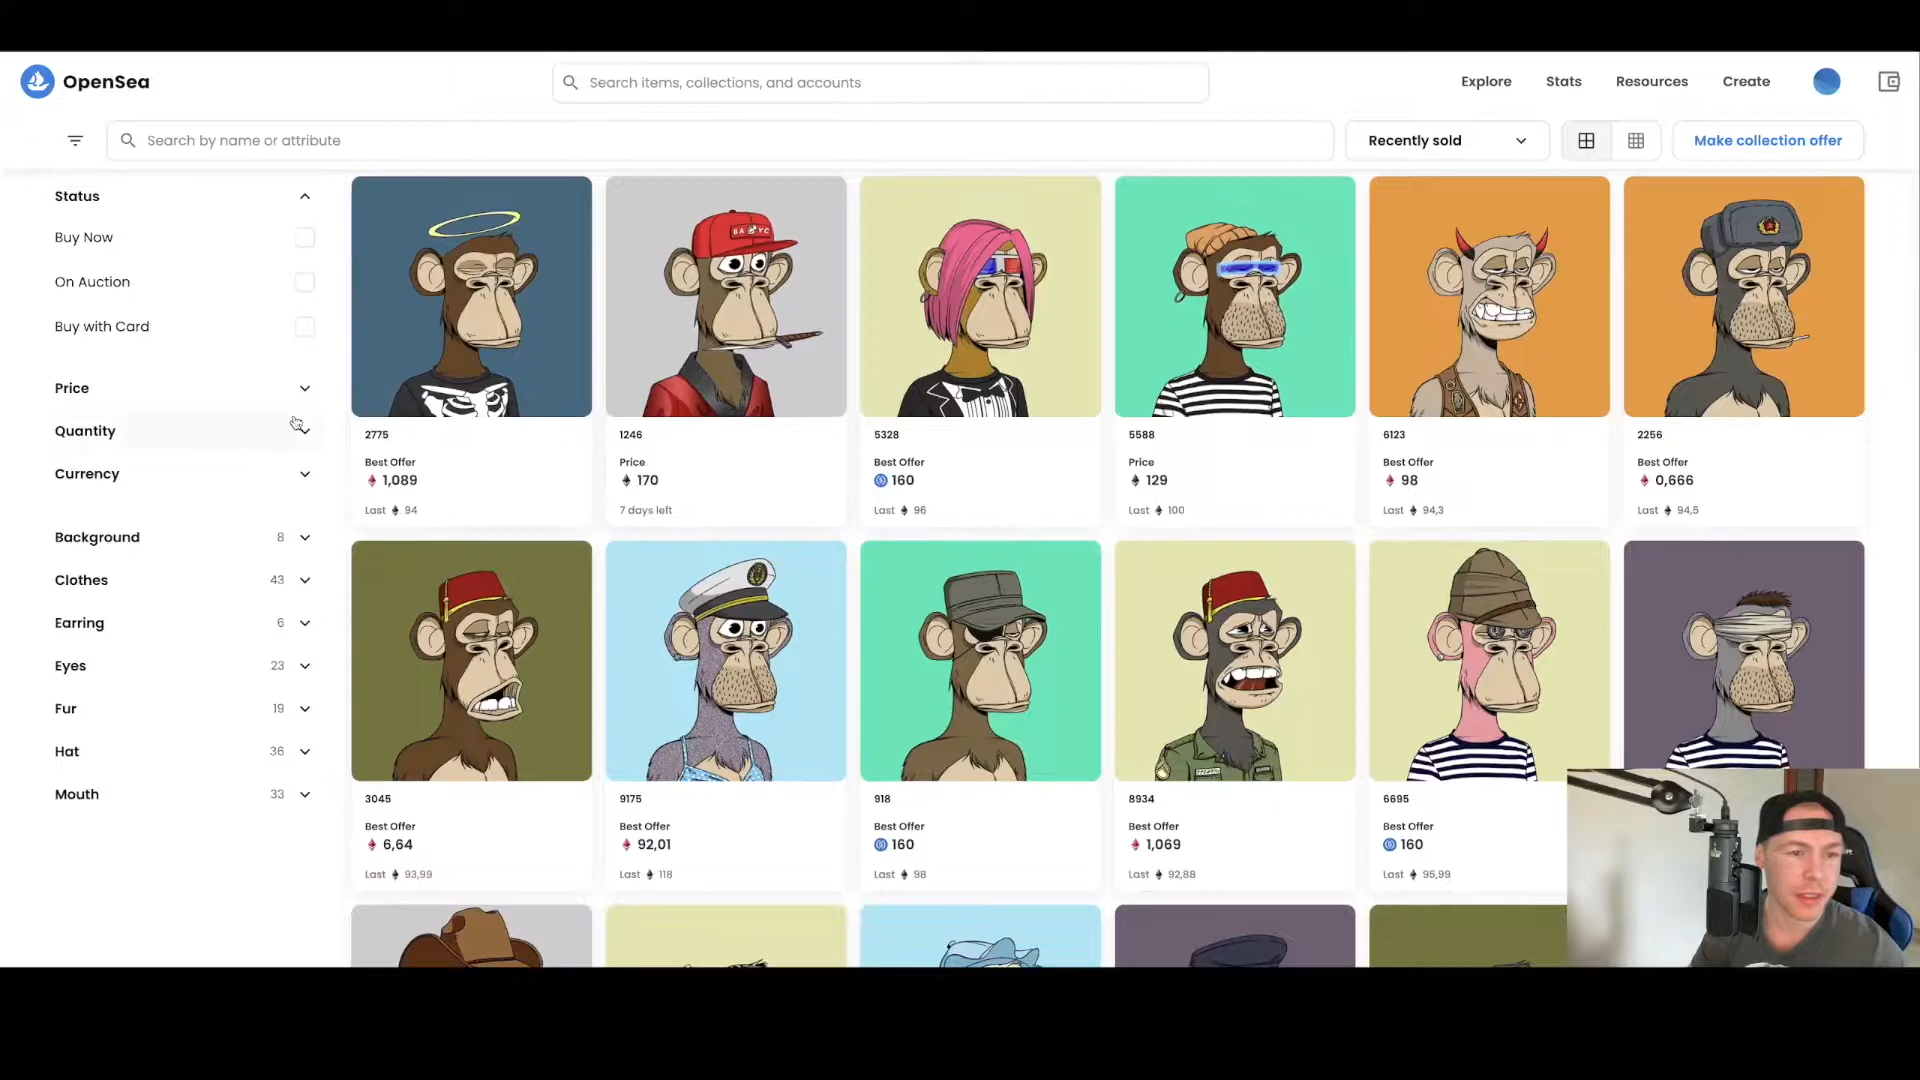 OpenSea
Search items, collections, and accounts
Explore
Stats
Resources
Create
Search by name or attribute
Recently sold
Make collection offer
Status
Buy Now
On Auction
Buy with Card
Price
Quantity
Currency
Background 8
Clothes 43
Earring 6
Eyes 23
Fur 19
Hat 36
Mouth 33
BAYC
2775
Best Offer
1,089
Last 94
1246
Price
170
7 days left
5328
Best Offer
160
Last 96
5588
Price
129
Last 100
6123
Best Offer
98
Last 94,3
2256
Best Offer
0,666
Last 94,5
3045
Best Offer
6,64
Last 93,99
9175
Best Offer
92,01
Last 118
918
Best Offer
160
Last 98
8934
Best Offer
1,069
Last 92,88
6695
Best Offer
160
Last 95,99